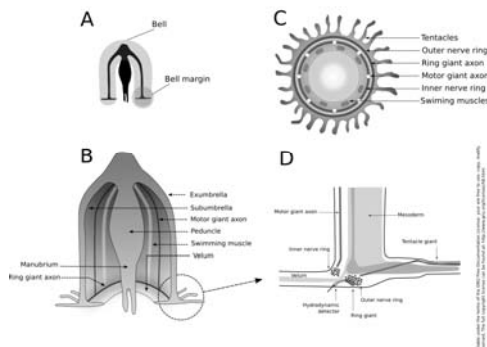 A
Bell
Bell margin
C
Tentacles
Outer nerve ring
Ring giant axon
Motor giant axon
Inner nerve ring
Swiming muscles
B
Exumbrella
Subumbrella
Motor giant axon
Peduncle
Swimming muscle
Velum
Manubrium
Ring giant axon
D
Motor giant axon
Mesoderm
Inner nerve ring
Tentacle giant
Velum
Hydrodynamic
detector
Outer nerve ring
Ring giant